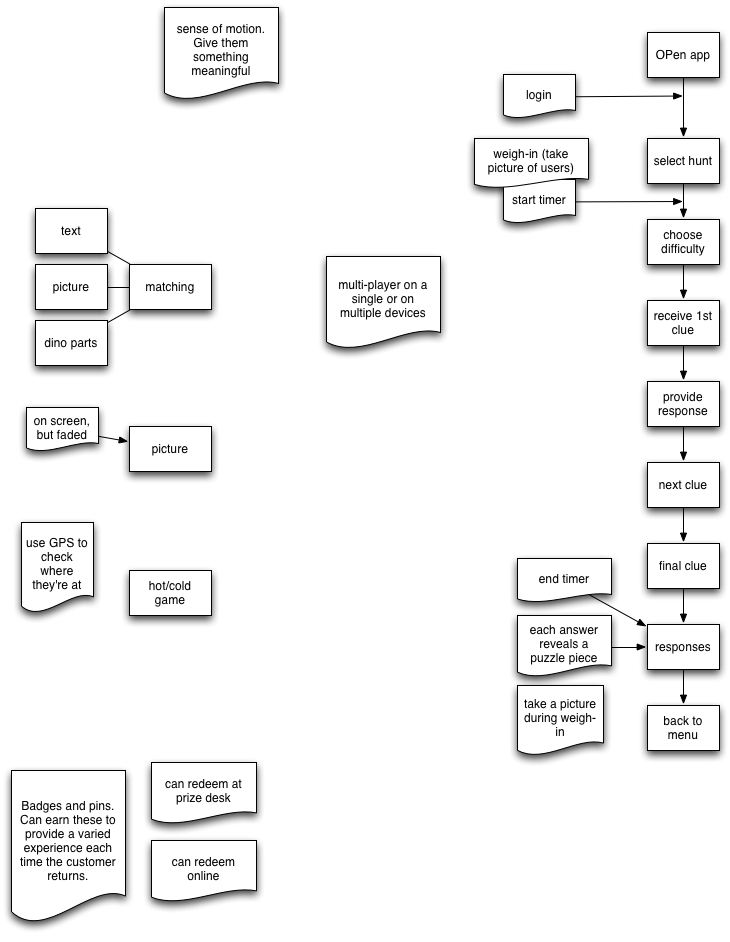 sense of motion.
Give them
something
meaningful
OPen app
login
weigh-in (take
picture of users)
select hunt
start timer
text
choose
difficulty
picture
matching
multi-player on a
single or on
multiple devices
receive 1st
clue
dino parts
provide
response
on screen,
but faded
picture
next clue
use GPS to
check
where
they're at
hot/cold
game
final clue
end timer
each answer
reveals a
puzzle piece
responses
take a picture
during weigh-
in
back to
menu
Badges and pins.
Can earn these to
provide a varied
experience each
time the customer
returns.
can redeem at
prize desk
can redeem
online